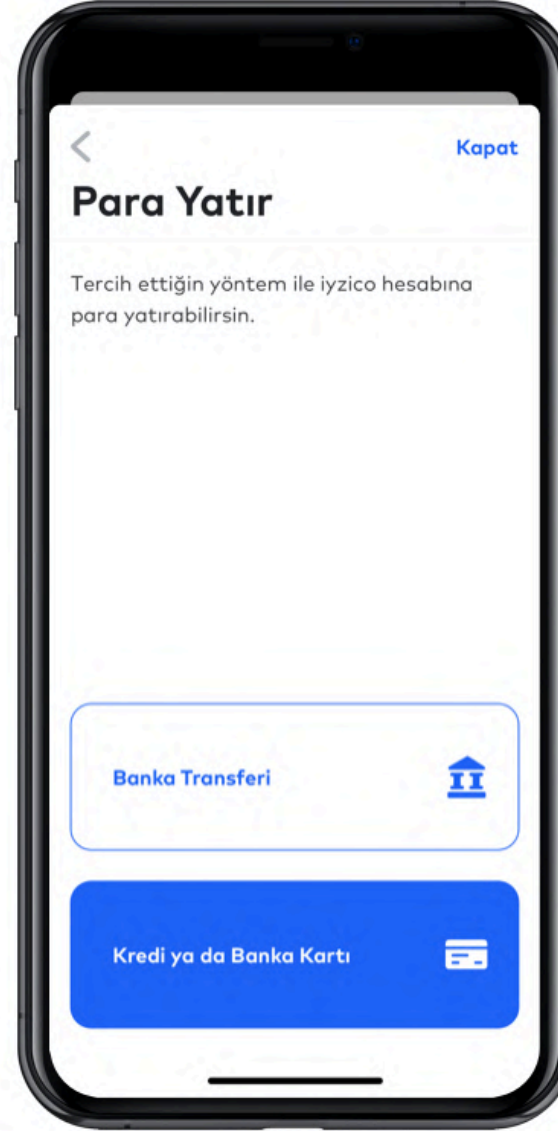 Kapat
Para Yatır
Tercih ettiğin yöntem ile iyzico hesabına
para yatırabilirsin.
Banka Transferi
Kredi ya da Banka Kartı